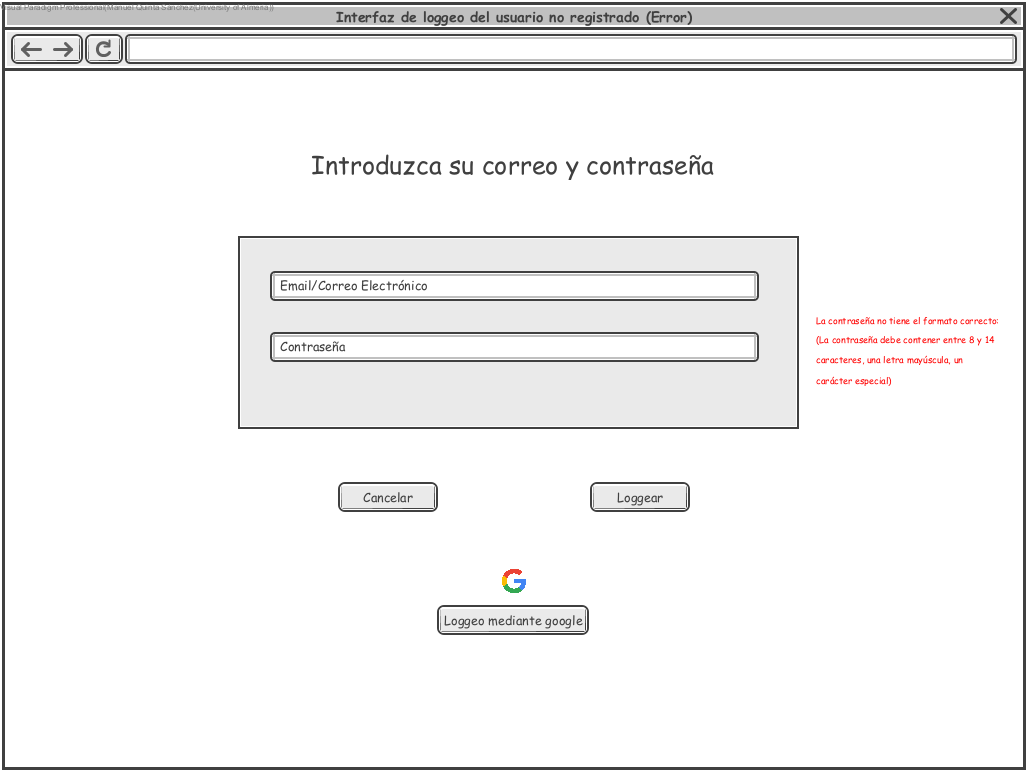 Visual Paradigm Professional(Manuel Quinta Sanchez(University of Almeria))
Interfaz de loggeo del usuario no registrado (Error)
Introduzca su correo y contraseña
Email/Correo Electrónico
Contraseña
La contraseña no tiene el formato correcto:
(La contraseña debe contener entre 8 y 14
caracteres, una letra mayúscula, un
carácter especial)
Cancelar
Loggear
Loggeo mediante google